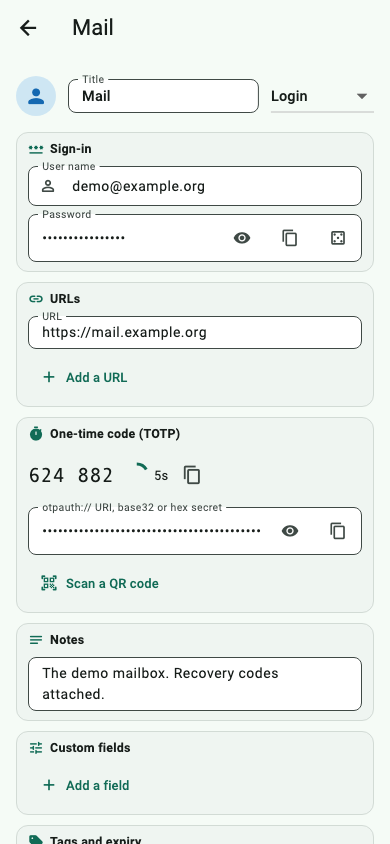 Mail
Title
Mail
Login
Sign-in
User name
demo@example.org
Password
••••••••••••••••
URLs
URL
https://mail.example.org
Add a URL
One-time code (TOTP)
624 882
5s
otpauth:// URI, base32 or hex secret
Scan a QR code
Notes
The demo mailbox. Recovery codes
attached.
Custom fields
Add a field
Tags and expiry